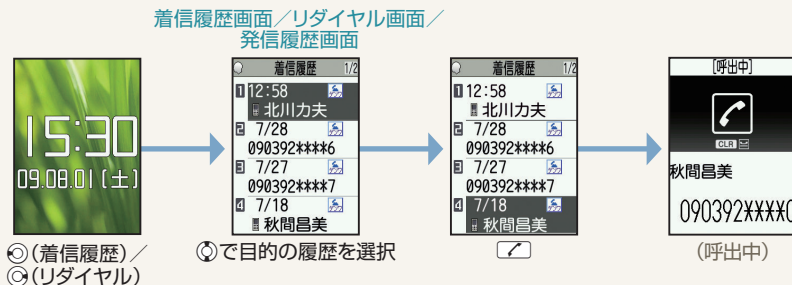 着信履歴画面／リダイヤル画面／
発信履歴画面
15:30
09.08.01(土)
着信履歴 1/2
1 12:58
北川力夫
2 7/28
090392****6
3 7/27
090392****7
4 7/18
秋間昌美
着信履歴 1/2
1 12:58
北川力夫
2 7/28
090392****6
3 7/27
090392****7
4 7/18
秋間昌美
[呼出中]
CLR
秋間昌美
090392****0
(着信履歴)／
(リダイヤル)
で目的の履歴を選択
(呼出中)